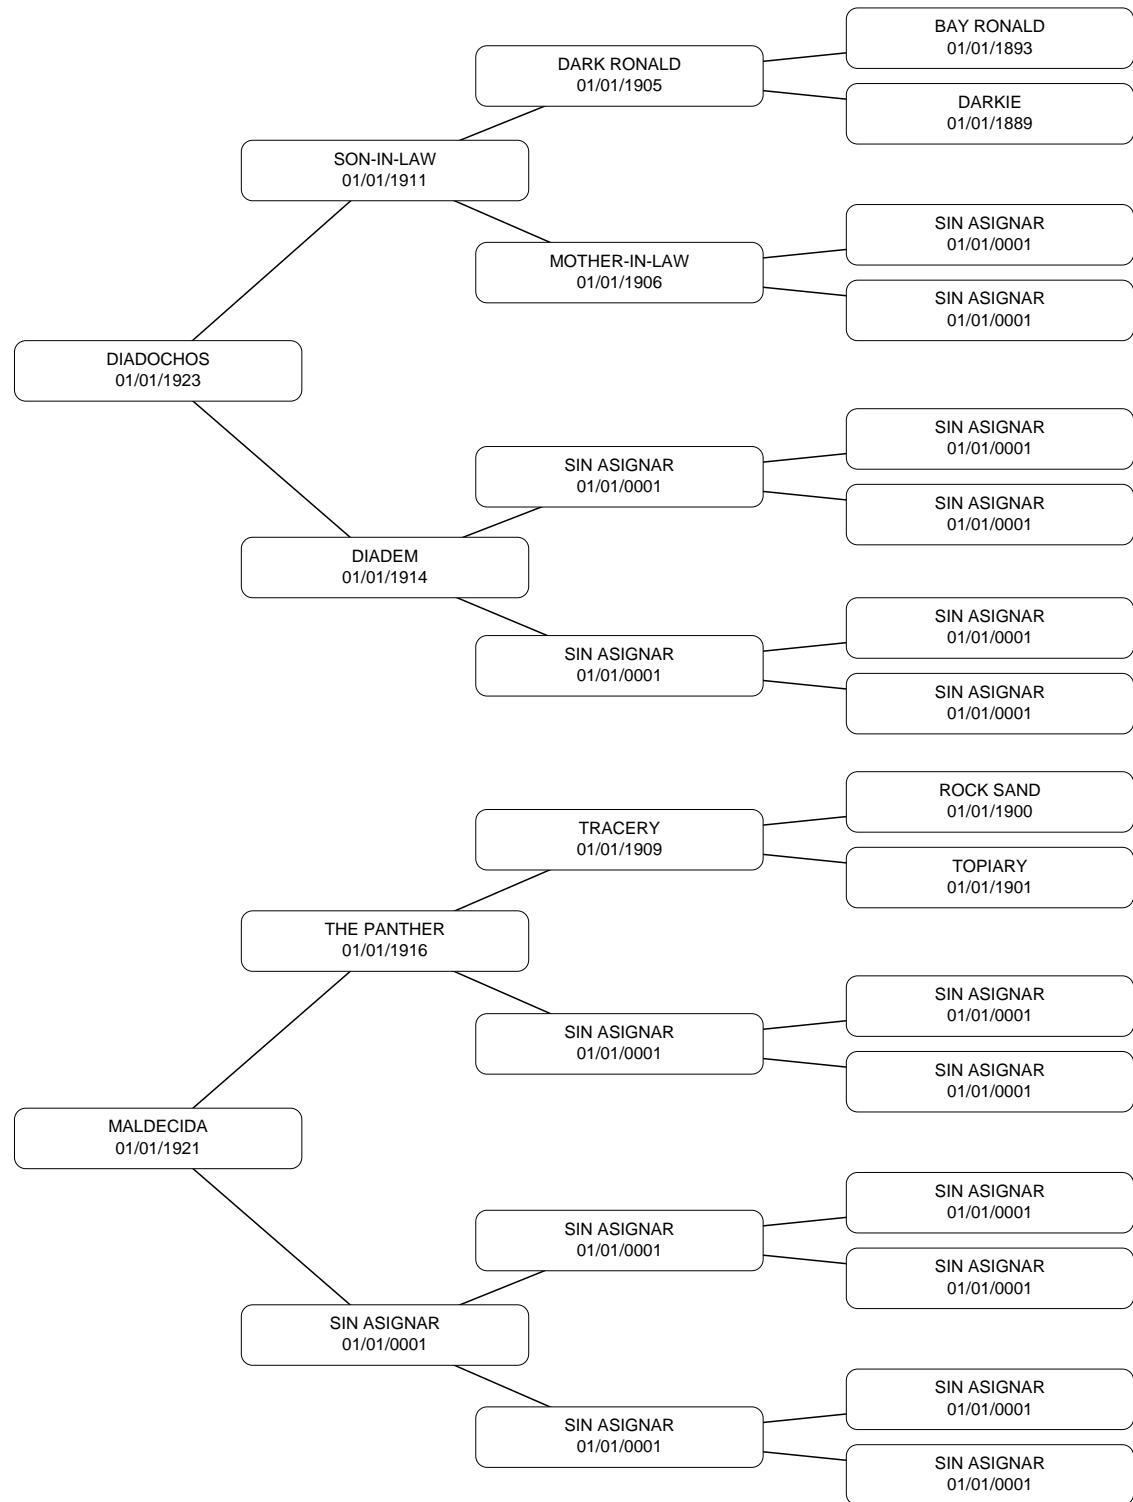 BAY RONALD
01/01/1893
DARK RONALD
01/01/1905
DARKIE
01/01/1889
SON-IN-LAW
01/01/1911
SIN ASIGNAR
01/01/0001
MOTHER-IN-LAW
01/01/1906
SIN ASIGNAR
01/01/0001
DIADOCHOS
01/01/1923
SIN ASIGNAR
01/01/0001
SIN ASIGNAR
01/01/0001
SIN ASIGNAR
01/01/0001
DIADEM
01/01/1914
SIN ASIGNAR
01/01/0001
SIN ASIGNAR
01/01/0001
SIN ASIGNAR
01/01/0001
ROCK SAND
01/01/1900
TRACERY
01/01/1909
TOPIARY
01/01/1901
THE PANTHER
01/01/1916
SIN ASIGNAR
01/01/0001
SIN ASIGNAR
01/01/0001
SIN ASIGNAR
01/01/0001
MALDECIDA
01/01/1921
SIN ASIGNAR
01/01/0001
SIN ASIGNAR
01/01/0001
SIN ASIGNAR
01/01/0001
SIN ASIGNAR
01/01/0001
SIN ASIGNAR
01/01/0001
SIN ASIGNAR
01/01/0001
SIN ASIGNAR
01/01/0001